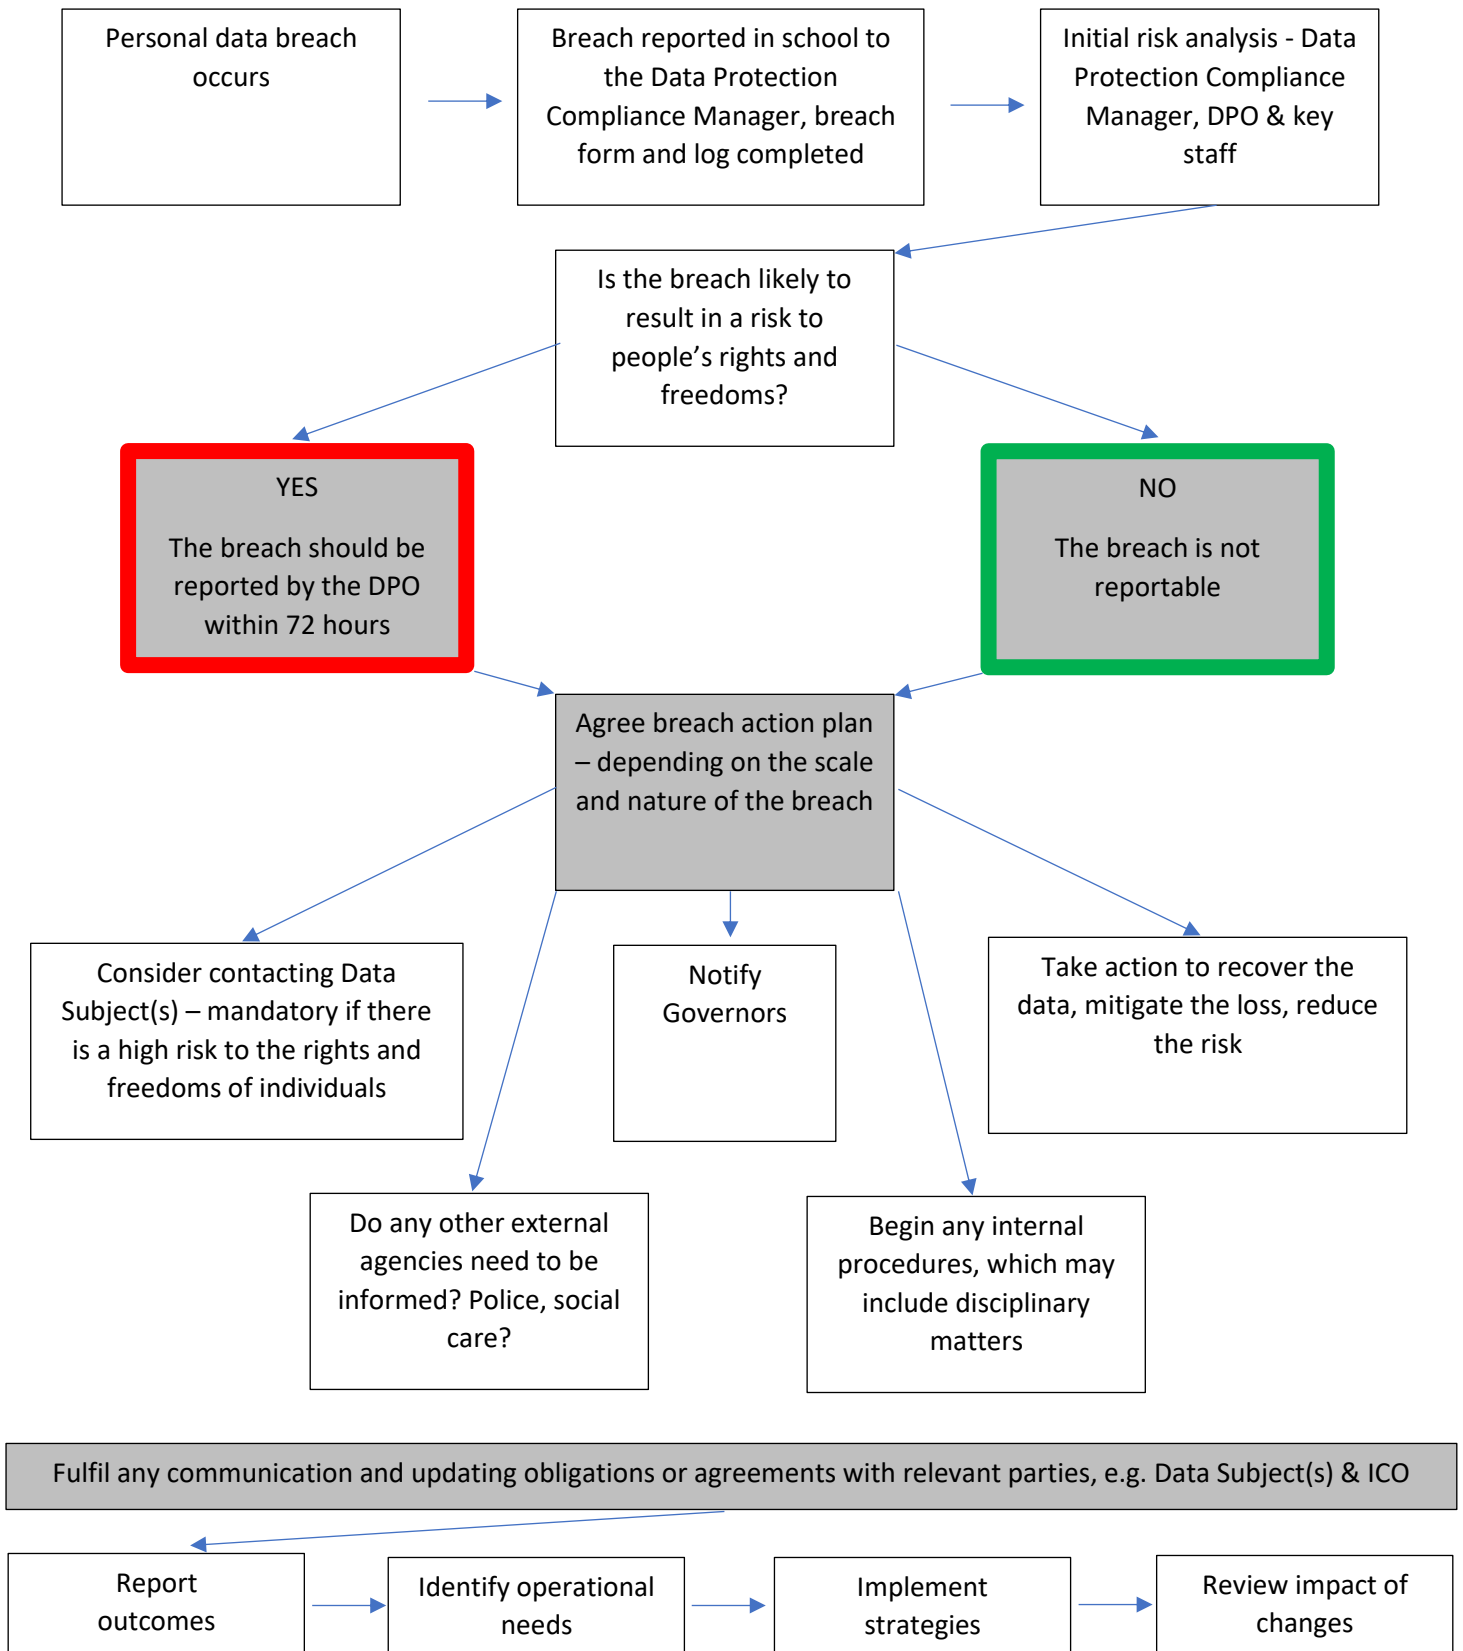 Personal data breach
occurs
Breach reported in school to
the Data Protection
Compliance Manager, breach
form and log completed
Initial risk analysis - Data
Protection Compliance
Manager, DPO & key
staff
Is the breach likely to
result in a risk to
people’s rights and
freedoms?
YES
The breach should be
reported by the DPO
within 72 hours
NO
The breach is not
reportable
Agree breach action plan
– depending on the scale
and nature of the breach
Consider contacting Data
Subject(s) – mandatory if there
is a high risk to the rights and
freedoms of individuals
Notify
Governors
Take action to recover the
data, mitigate the loss, reduce
the risk
Do any other external
agencies need to be
informed? Police, social
care?
Begin any internal
procedures, which may
include disciplinary
matters
Fulfil any communication and updating obligations or agreements with relevant parties, e.g. Data Subject(s) & ICO
Report
outcomes
Identify operational
needs
Implement
strategies
Review impact of
changes